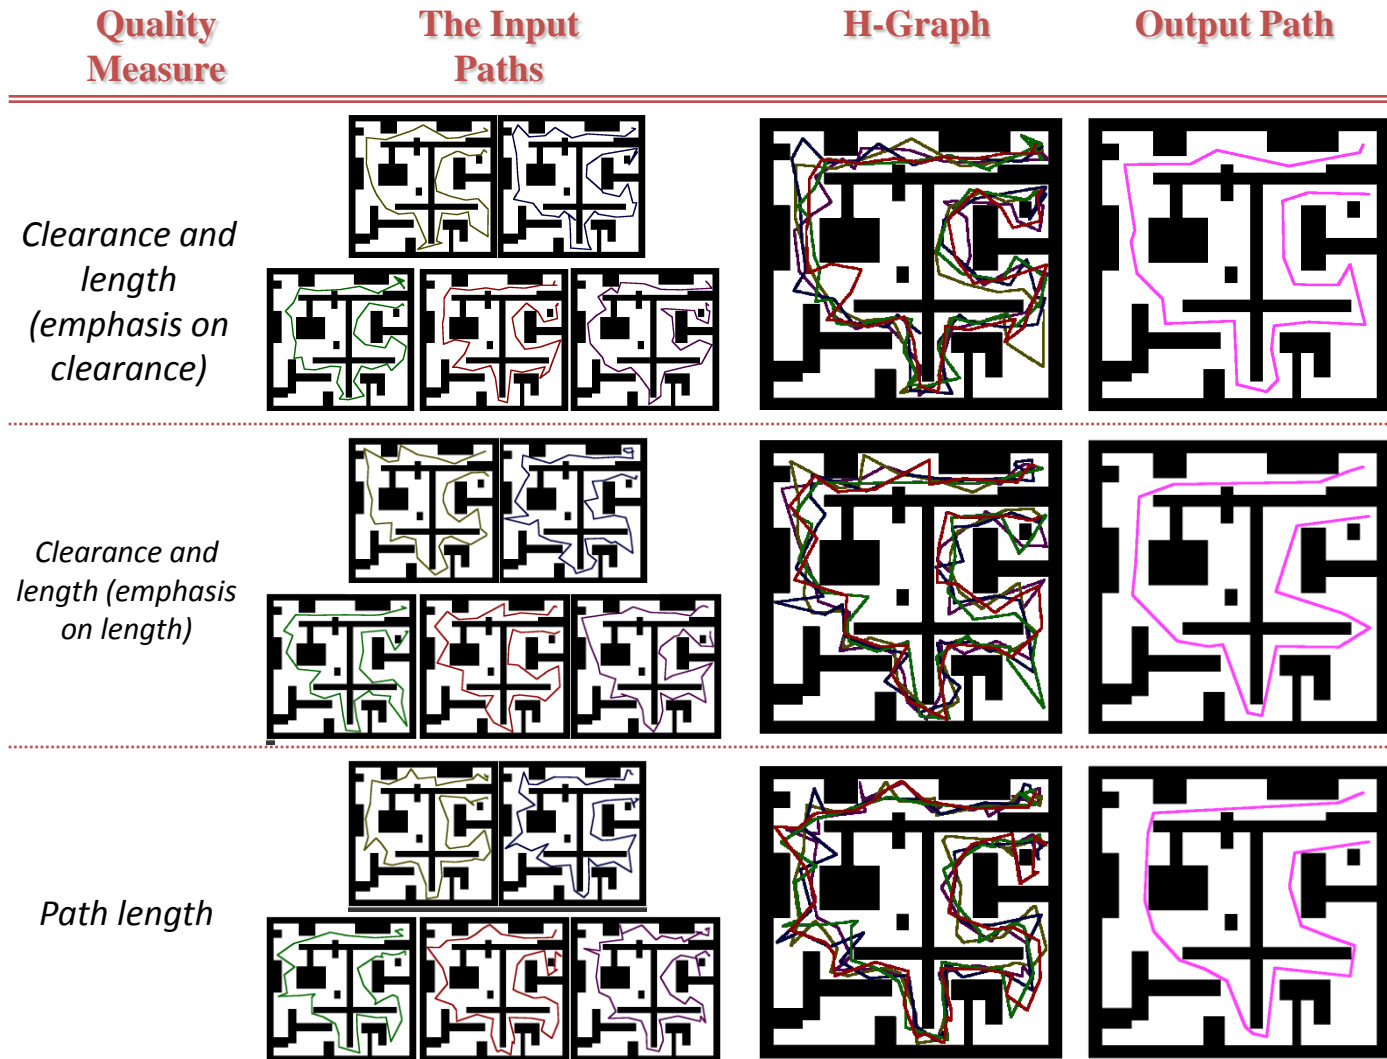 Quality
Measure
The Input
Paths
H-Graph
Output Path
Clearance and
length
(emphasis on
clearance)
Clearance and
length (emphasis
on length)
Path length